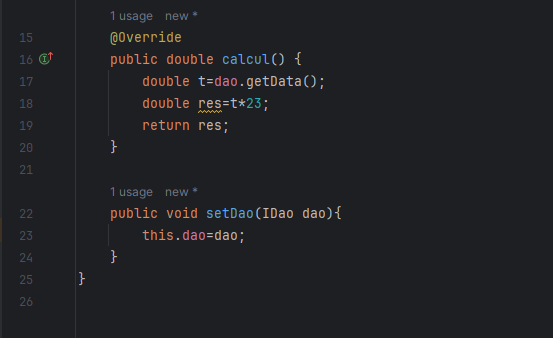 1 usage new *
15 @Override
16 public double calcul() {
17 double t=dao.getData();
18 double res=t*23;
19 return res;
20 }
21
1 usage new *
22 public void setDao(IDao dao){
23 this.dao=dao;
24 }
25 }
26